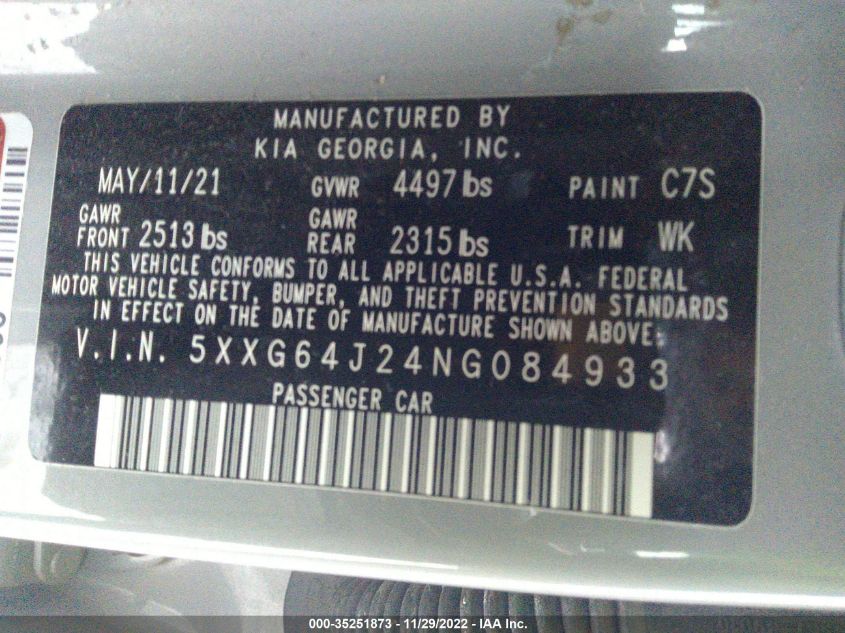 MANUFACTURED BY
KIA GEORGIA, INC.
MAY/11/21 GVWR 4497 lbs PAINT C7S
GAWR FRONT 2513 lbs GAWR REAR 2315 lbs TRIM WK
THIS VEHICLE CONFORMS TO ALL APPLICABLE U.S.A. FEDERAL
MOTOR VEHICLE SAFETY, BUMPER, AND THEFT PREVENTION STANDARDS
IN EFFECT ON THE DATE OF MANUFACTURE SHOWN ABOVE.
V.I.N. 5XXG64J24NG084933
PASSENGER CAR
000-35251873 - 11/29/2022 - IAA Inc.